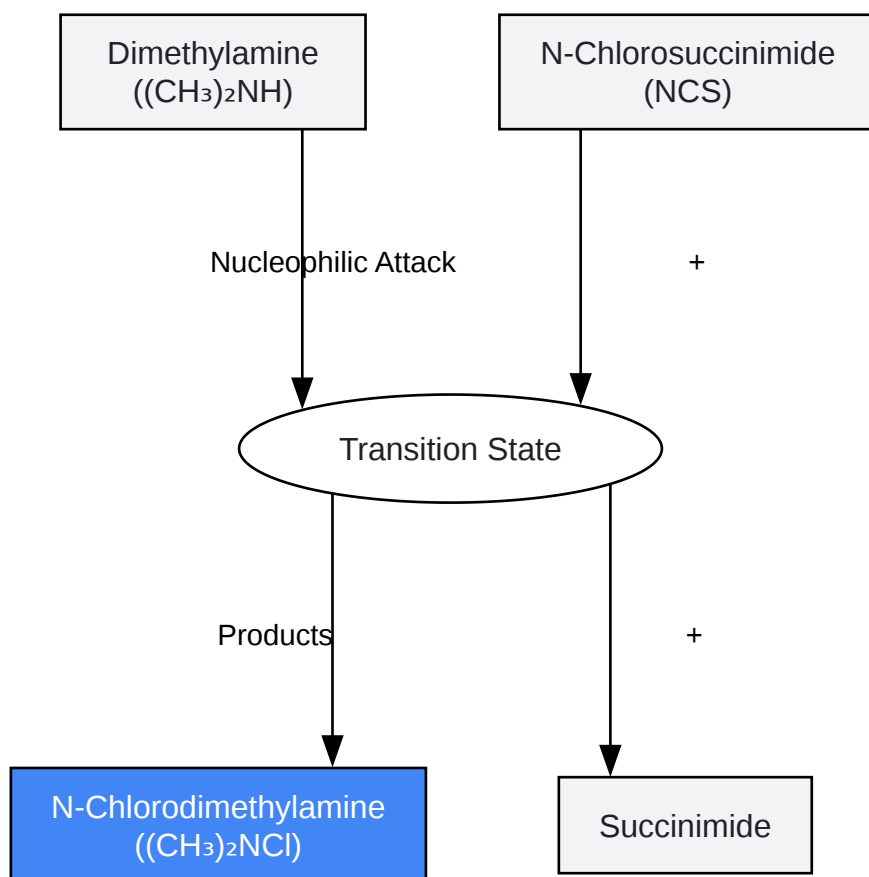 Dimethylamine
((CH₃)₂NH)
N-Chlorosuccinimide
(NCS)
Nucleophilic Attack
+
Transition State
Products
+
N-Chlorodimethylamine
((CH₃)₂NCl)
Succinimide